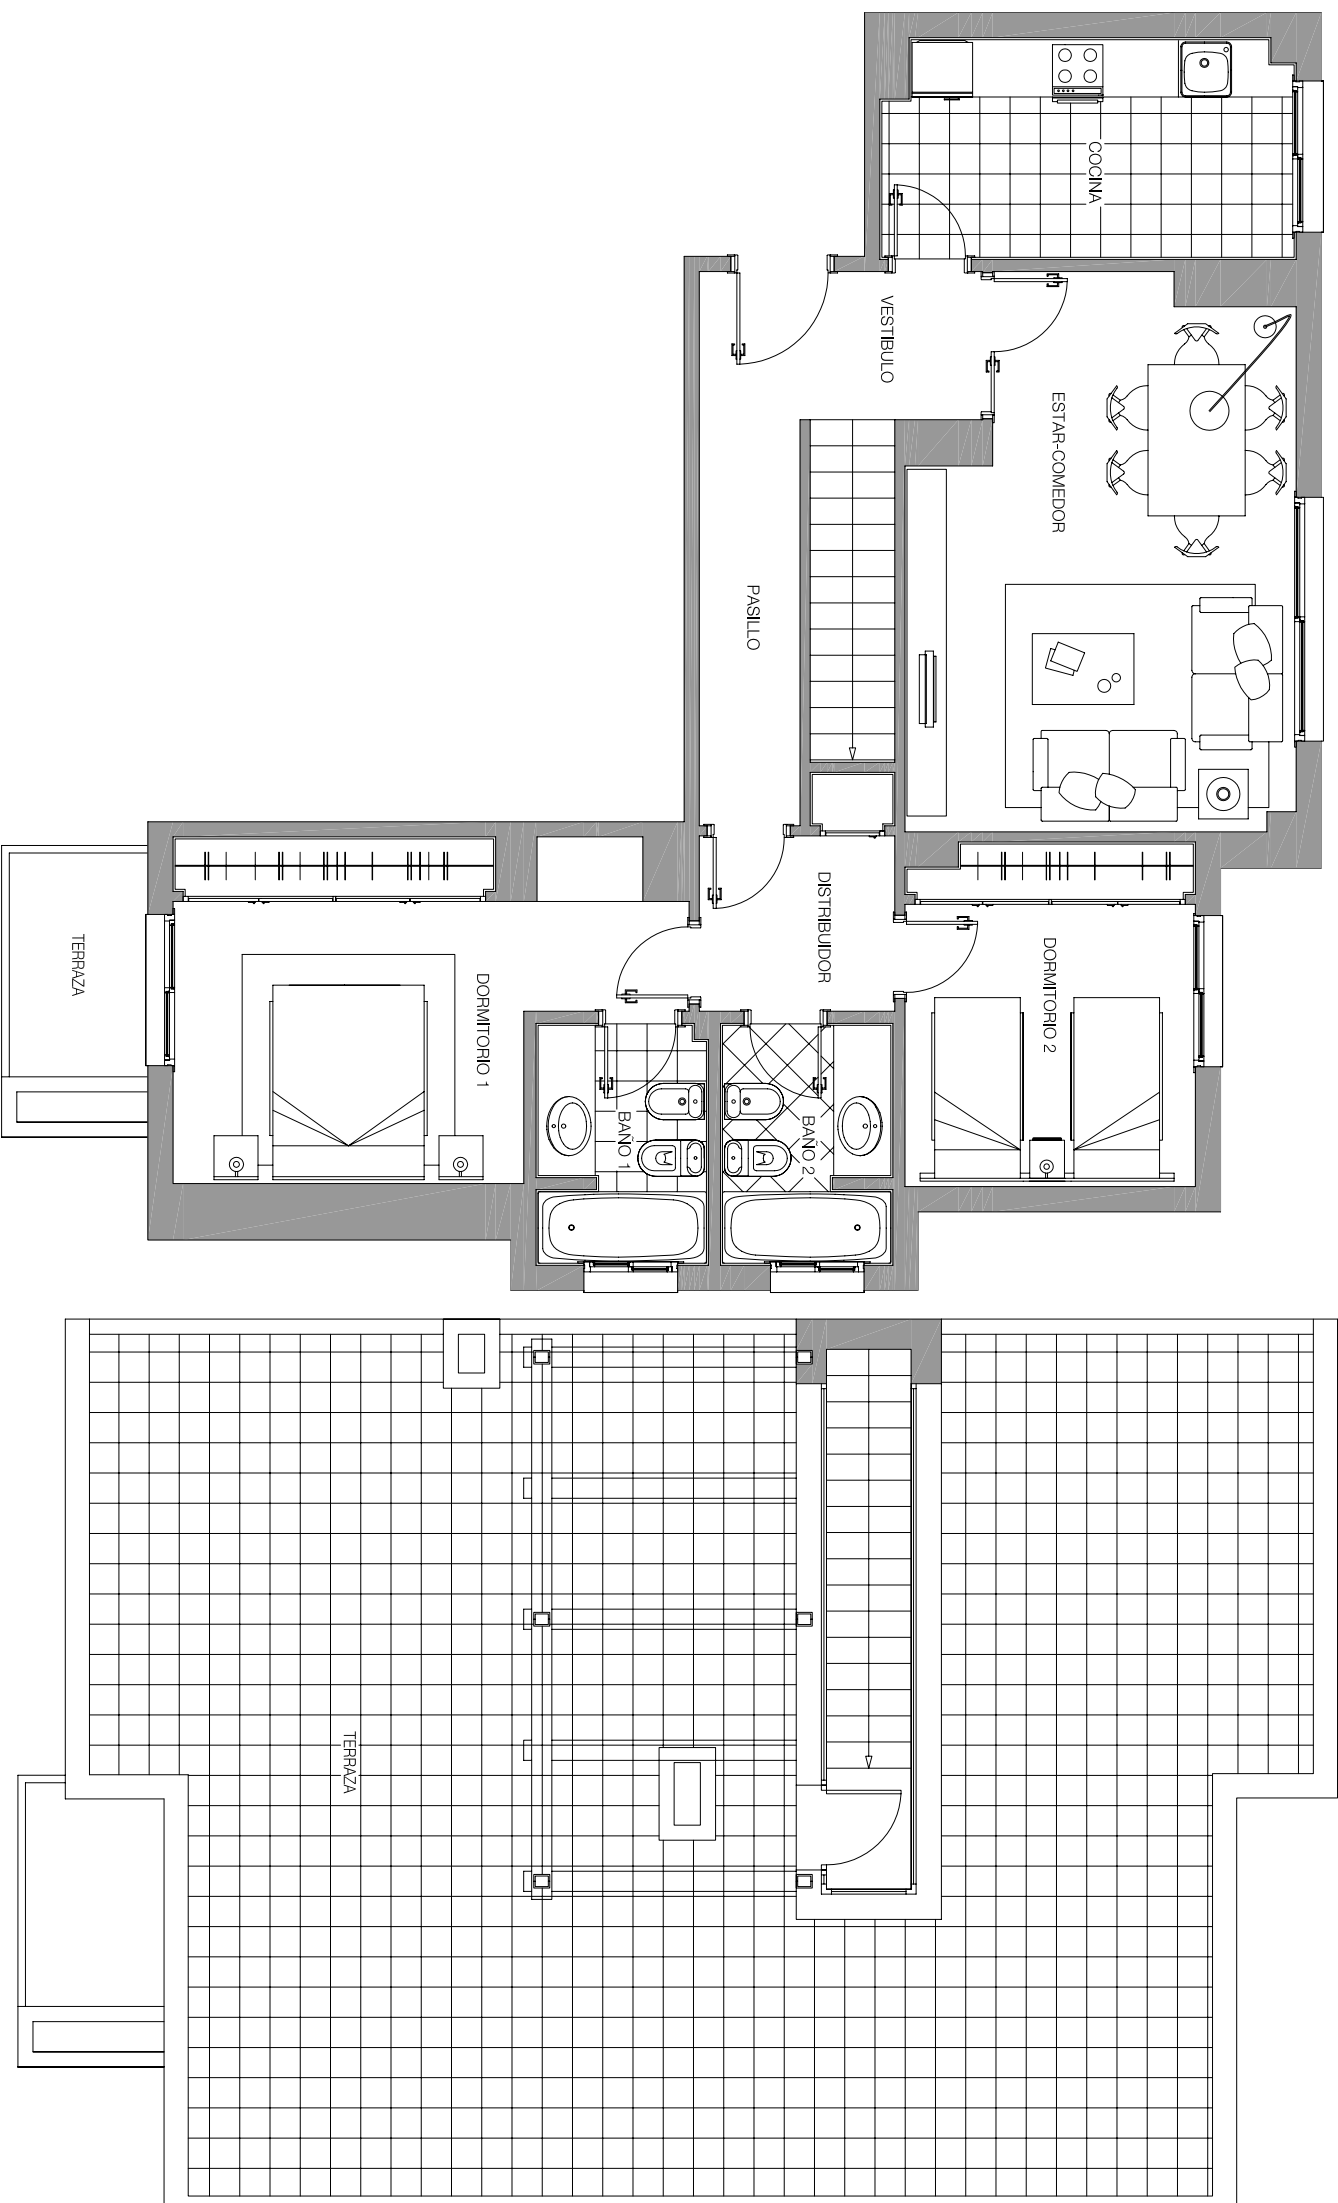 COCINA
VESTIBULO
ESTAR-COMEDOR
PASILLO
DISTRIBUIDOR
DORMITORIO 2
TERRAZA
DORMITORIO 1
BAÑO 1
BAÑO 2
TERRAZA